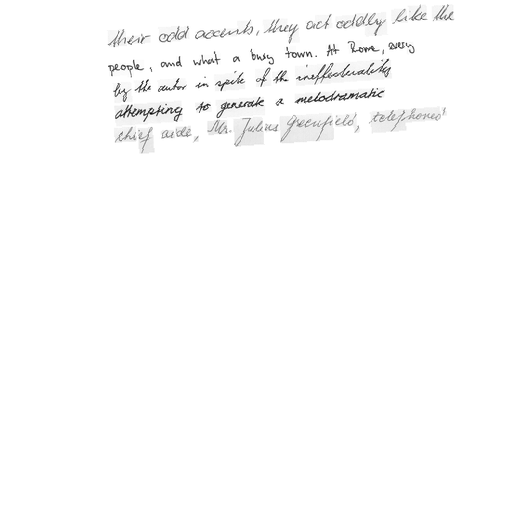 their odd accents, they act oddly like the
people, and what a busy town. At Rome, every
by the autor in spite of the ineffectuality
attempting to generate a melodramatic
chief aide, Mr. Julius Greenfield, telephoned